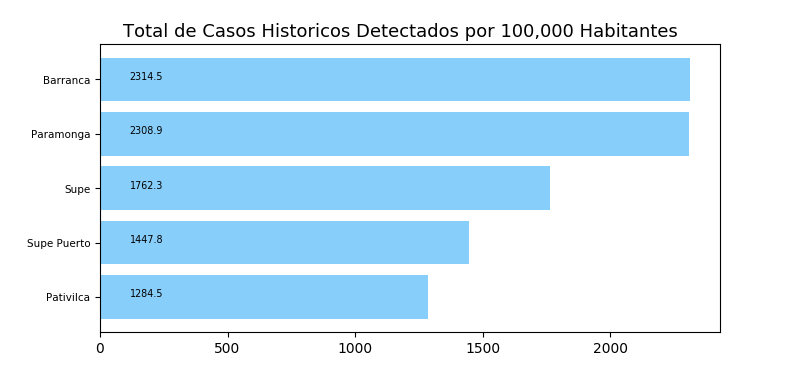 Total de Casos Historicos Detectados por 100,000 Habitantes
Barranca 2314.5
Paramonga 2308.9
Supe 1762.3
Supe Puerto 1447.8
Pativilca 1284.5
0 500 1000 1500 2000